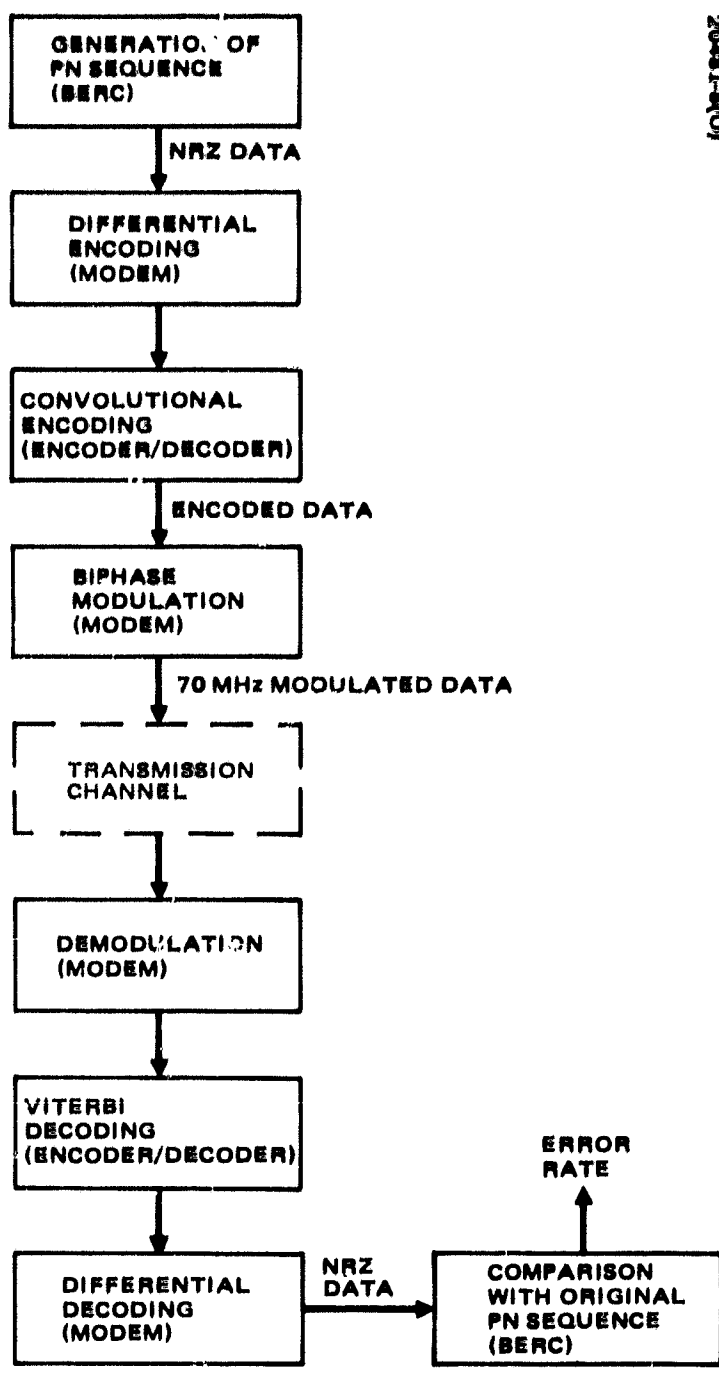 GENERATION OF
PN SEQUENCE
(BERC)
NRZ DATA
DIFFERENTIAL
ENCODING
(MODEM)
CONVOLUTIONAL
ENCODING
(ENCODER/DECODER)
ENCODED DATA
BIPHASE
MODULATION
(MODEM)
70 MHz MODULATED DATA
TRANSMISSION
CHANNEL
DEMODULATION
(MODEM)
VITERBI
DECODING
(ENCODER/DECODER)
DIFFERENTIAL
DECODING
(MODEM)
NRZ
DATA
ERROR
RATE
COMPARISON
WITH ORIGINAL
PN SEQUENCE
(BERC)